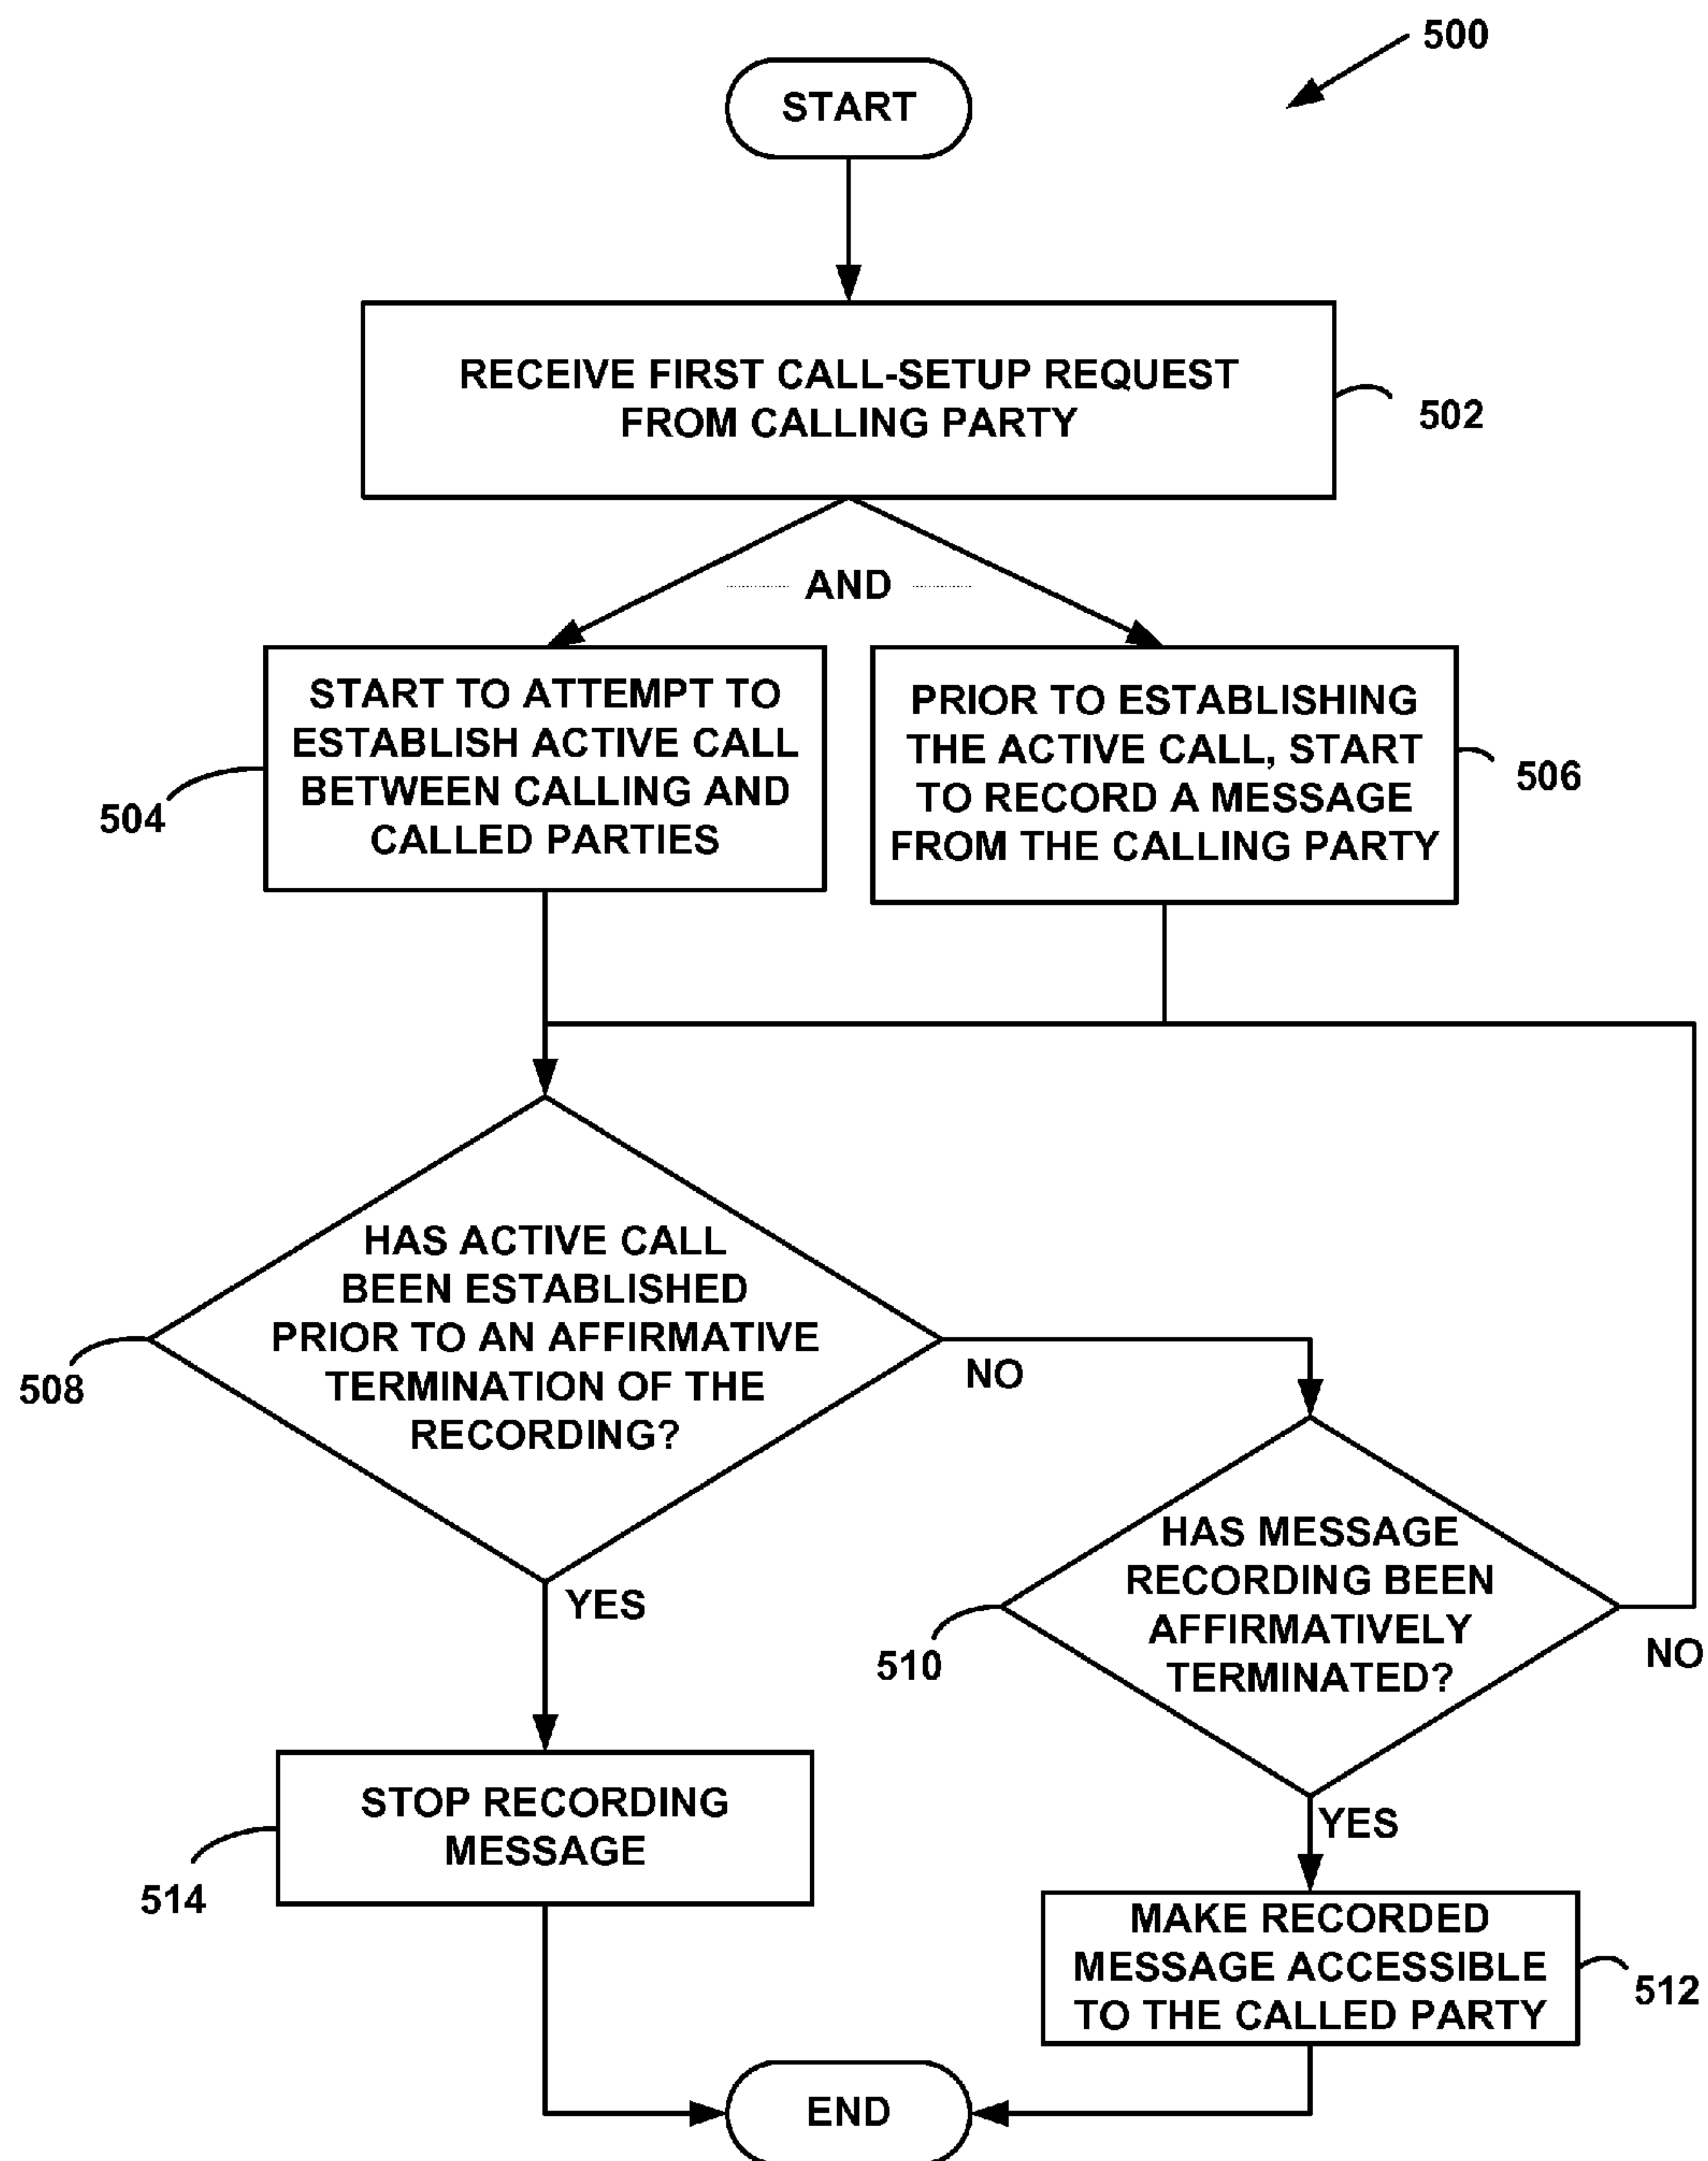 500
START
RECEIVE FIRST CALL-SETUP REQUEST
FROM CALLING PARTY
502
AND
START TO ATTEMPT TO
ESTABLISH ACTIVE CALL
BETWEEN CALLING AND
CALLED PARTIES
504
PRIOR TO ESTABLISHING
THE ACTIVE CALL, START
TO RECORD A MESSAGE
FROM THE CALLING PARTY
506
HAS ACTIVE CALL
BEEN ESTABLISHED
PRIOR TO AN AFFIRMATIVE
TERMINATION OF THE
RECORDING?
508
NO
YES
HAS MESSAGE
RECORDING BEEN
AFFIRMATIVELY
TERMINATED?
510
NO
YES
STOP RECORDING
MESSAGE
514
MAKE RECORDED
MESSAGE ACCESSIBLE
TO THE CALLED PARTY
512
END